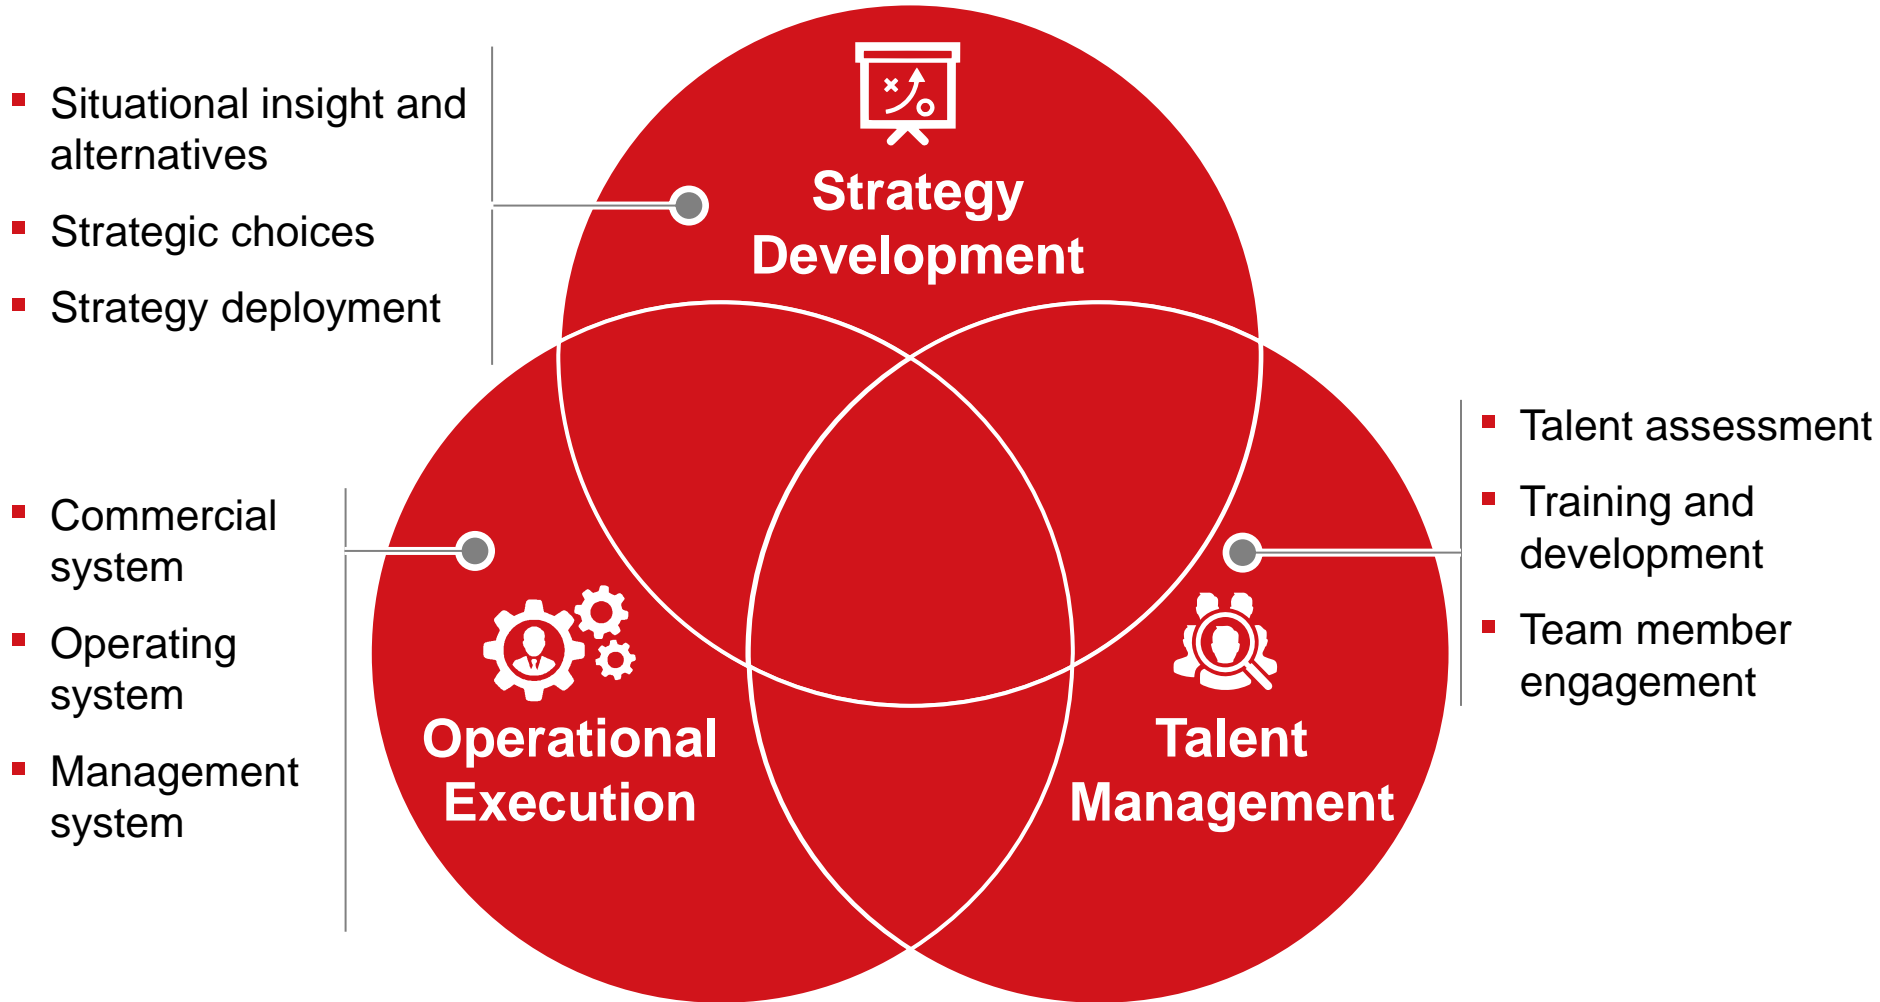 Situational insight and
alternatives
Strategic choices
Strategy deployment
Strategy
Development
Commercial
system
Operating
system
Management
system
Operational
Execution
Talent
Management
Talent assessment
Training and
development
Team member
engagement